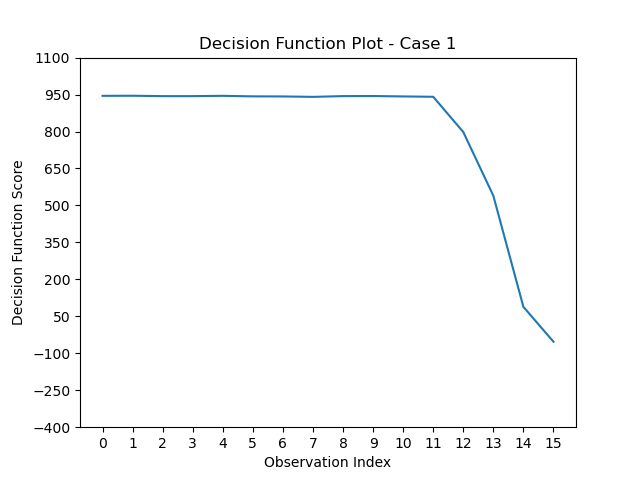 Decision Function Plot - Case 1
1100
950
800
650
500
350
200
50
−100
−250
−400
Decision Function Score
0 1 2 3 4 5 6 7 8 9 10 11 12 13 14 15
Observation Index